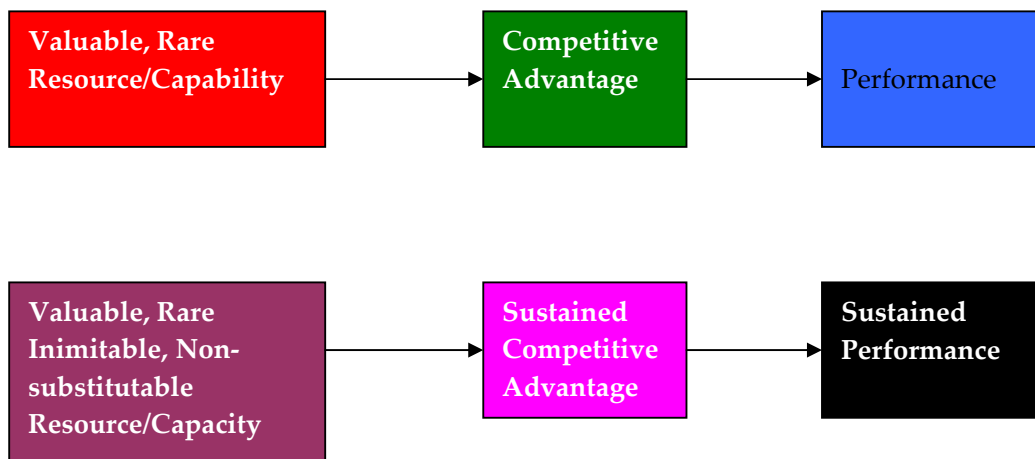 Valuable, Rare
Resource/Capability
Competitive
Advantage
Performance
Valuable, Rare
Inimitable, Non-
substitutable
Resource/Capacity
Sustained
Competitive
Advantage
Sustained
Performance